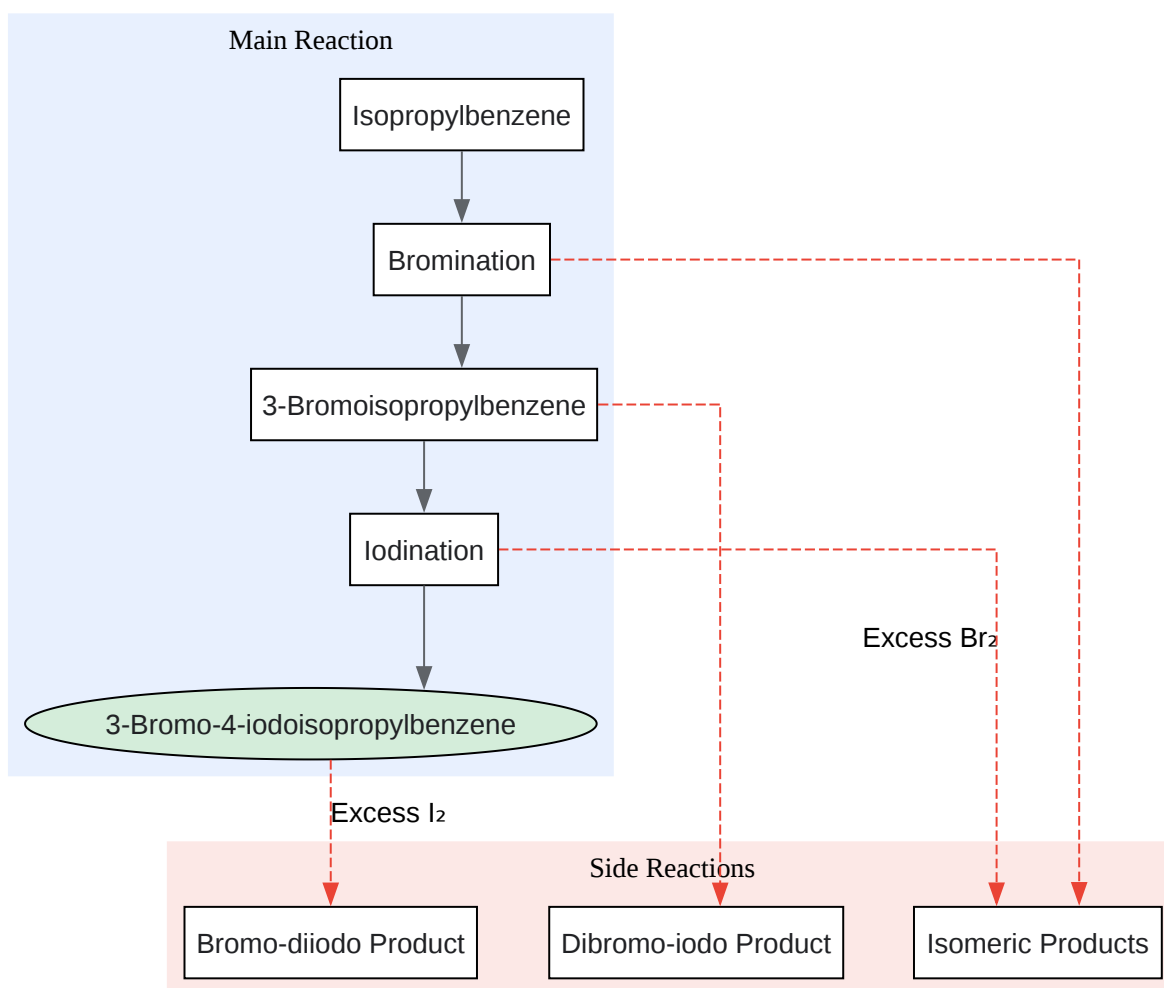 Main Reaction
Isopropylbenzene
Bromination
3-Bromoisopropylbenzene
Iodination
Excess Br₂
3-Bromo-4-iodoisopropylbenzene
Excess I₂
Side Reactions
Bromo-diiodo Product
Dibromo-iodo Product
Isomeric Products